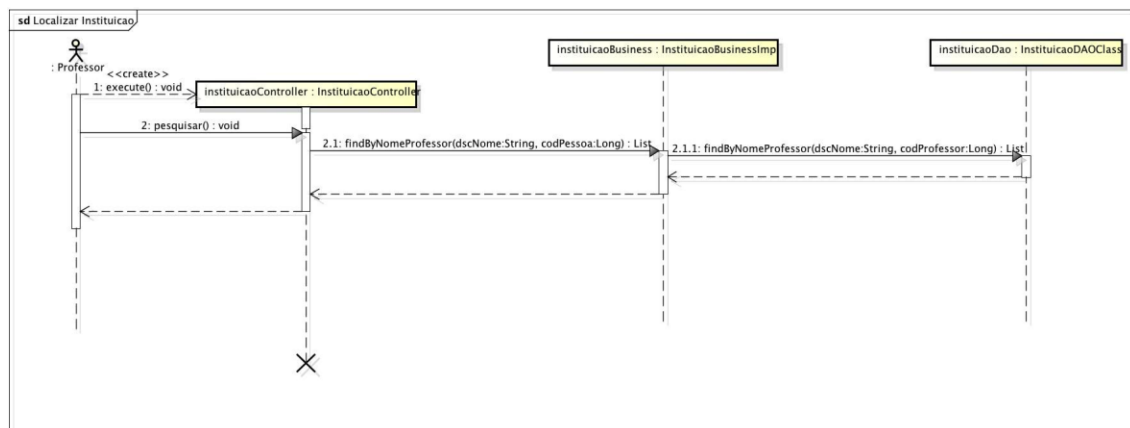 sd Localizar Instituicao
: Professor
instituicaoBusiness : InstituicaoBusinessImp
instituicaoDao : InstituicaoDAOClass
<<create>>
1: execute() : void
instituicaoController : InstituicaoController
2: pesquisar() : void
2.1: findByNomeProfessor(dscNome:String, codPessoa:Long) : List
2.1.1: findByNomeProfessor(dscNome:String, codProfessor:Long) : List